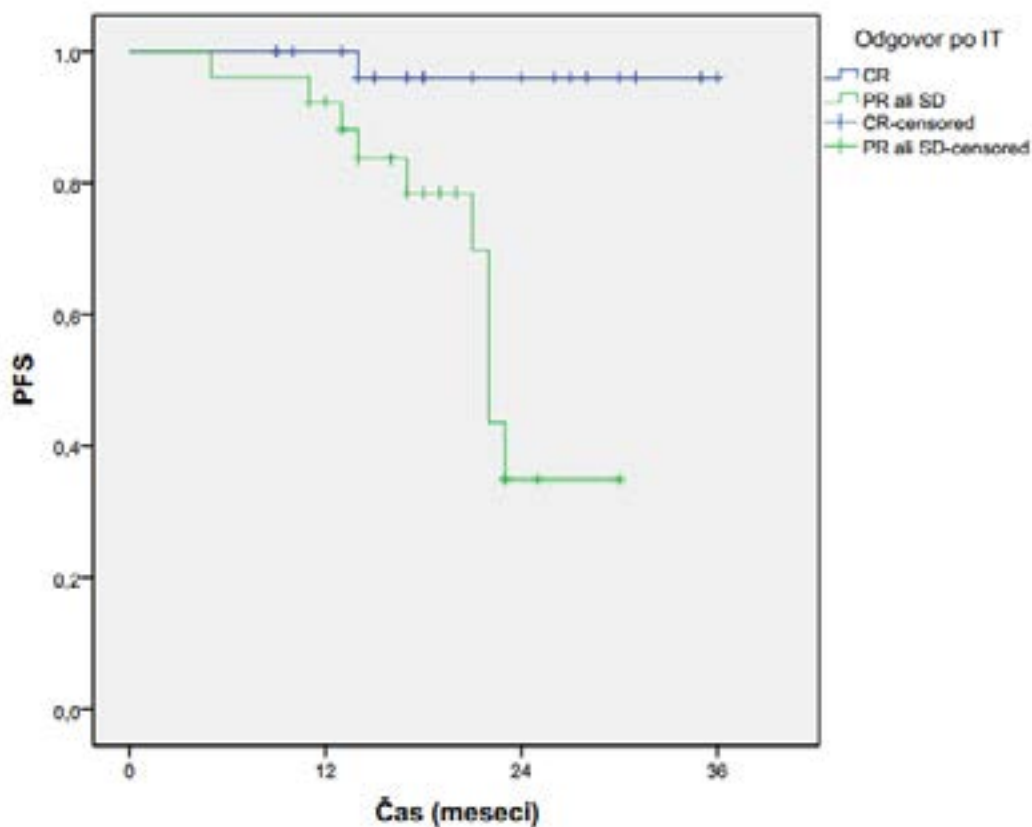 Odgovor po IT
CR
PR ali SD
CR-censored
PR ali SD-censored
PFS
1,0
0,8
0,6
0,4
0,2
0,0
0 12 24 36
Čas (meseci)